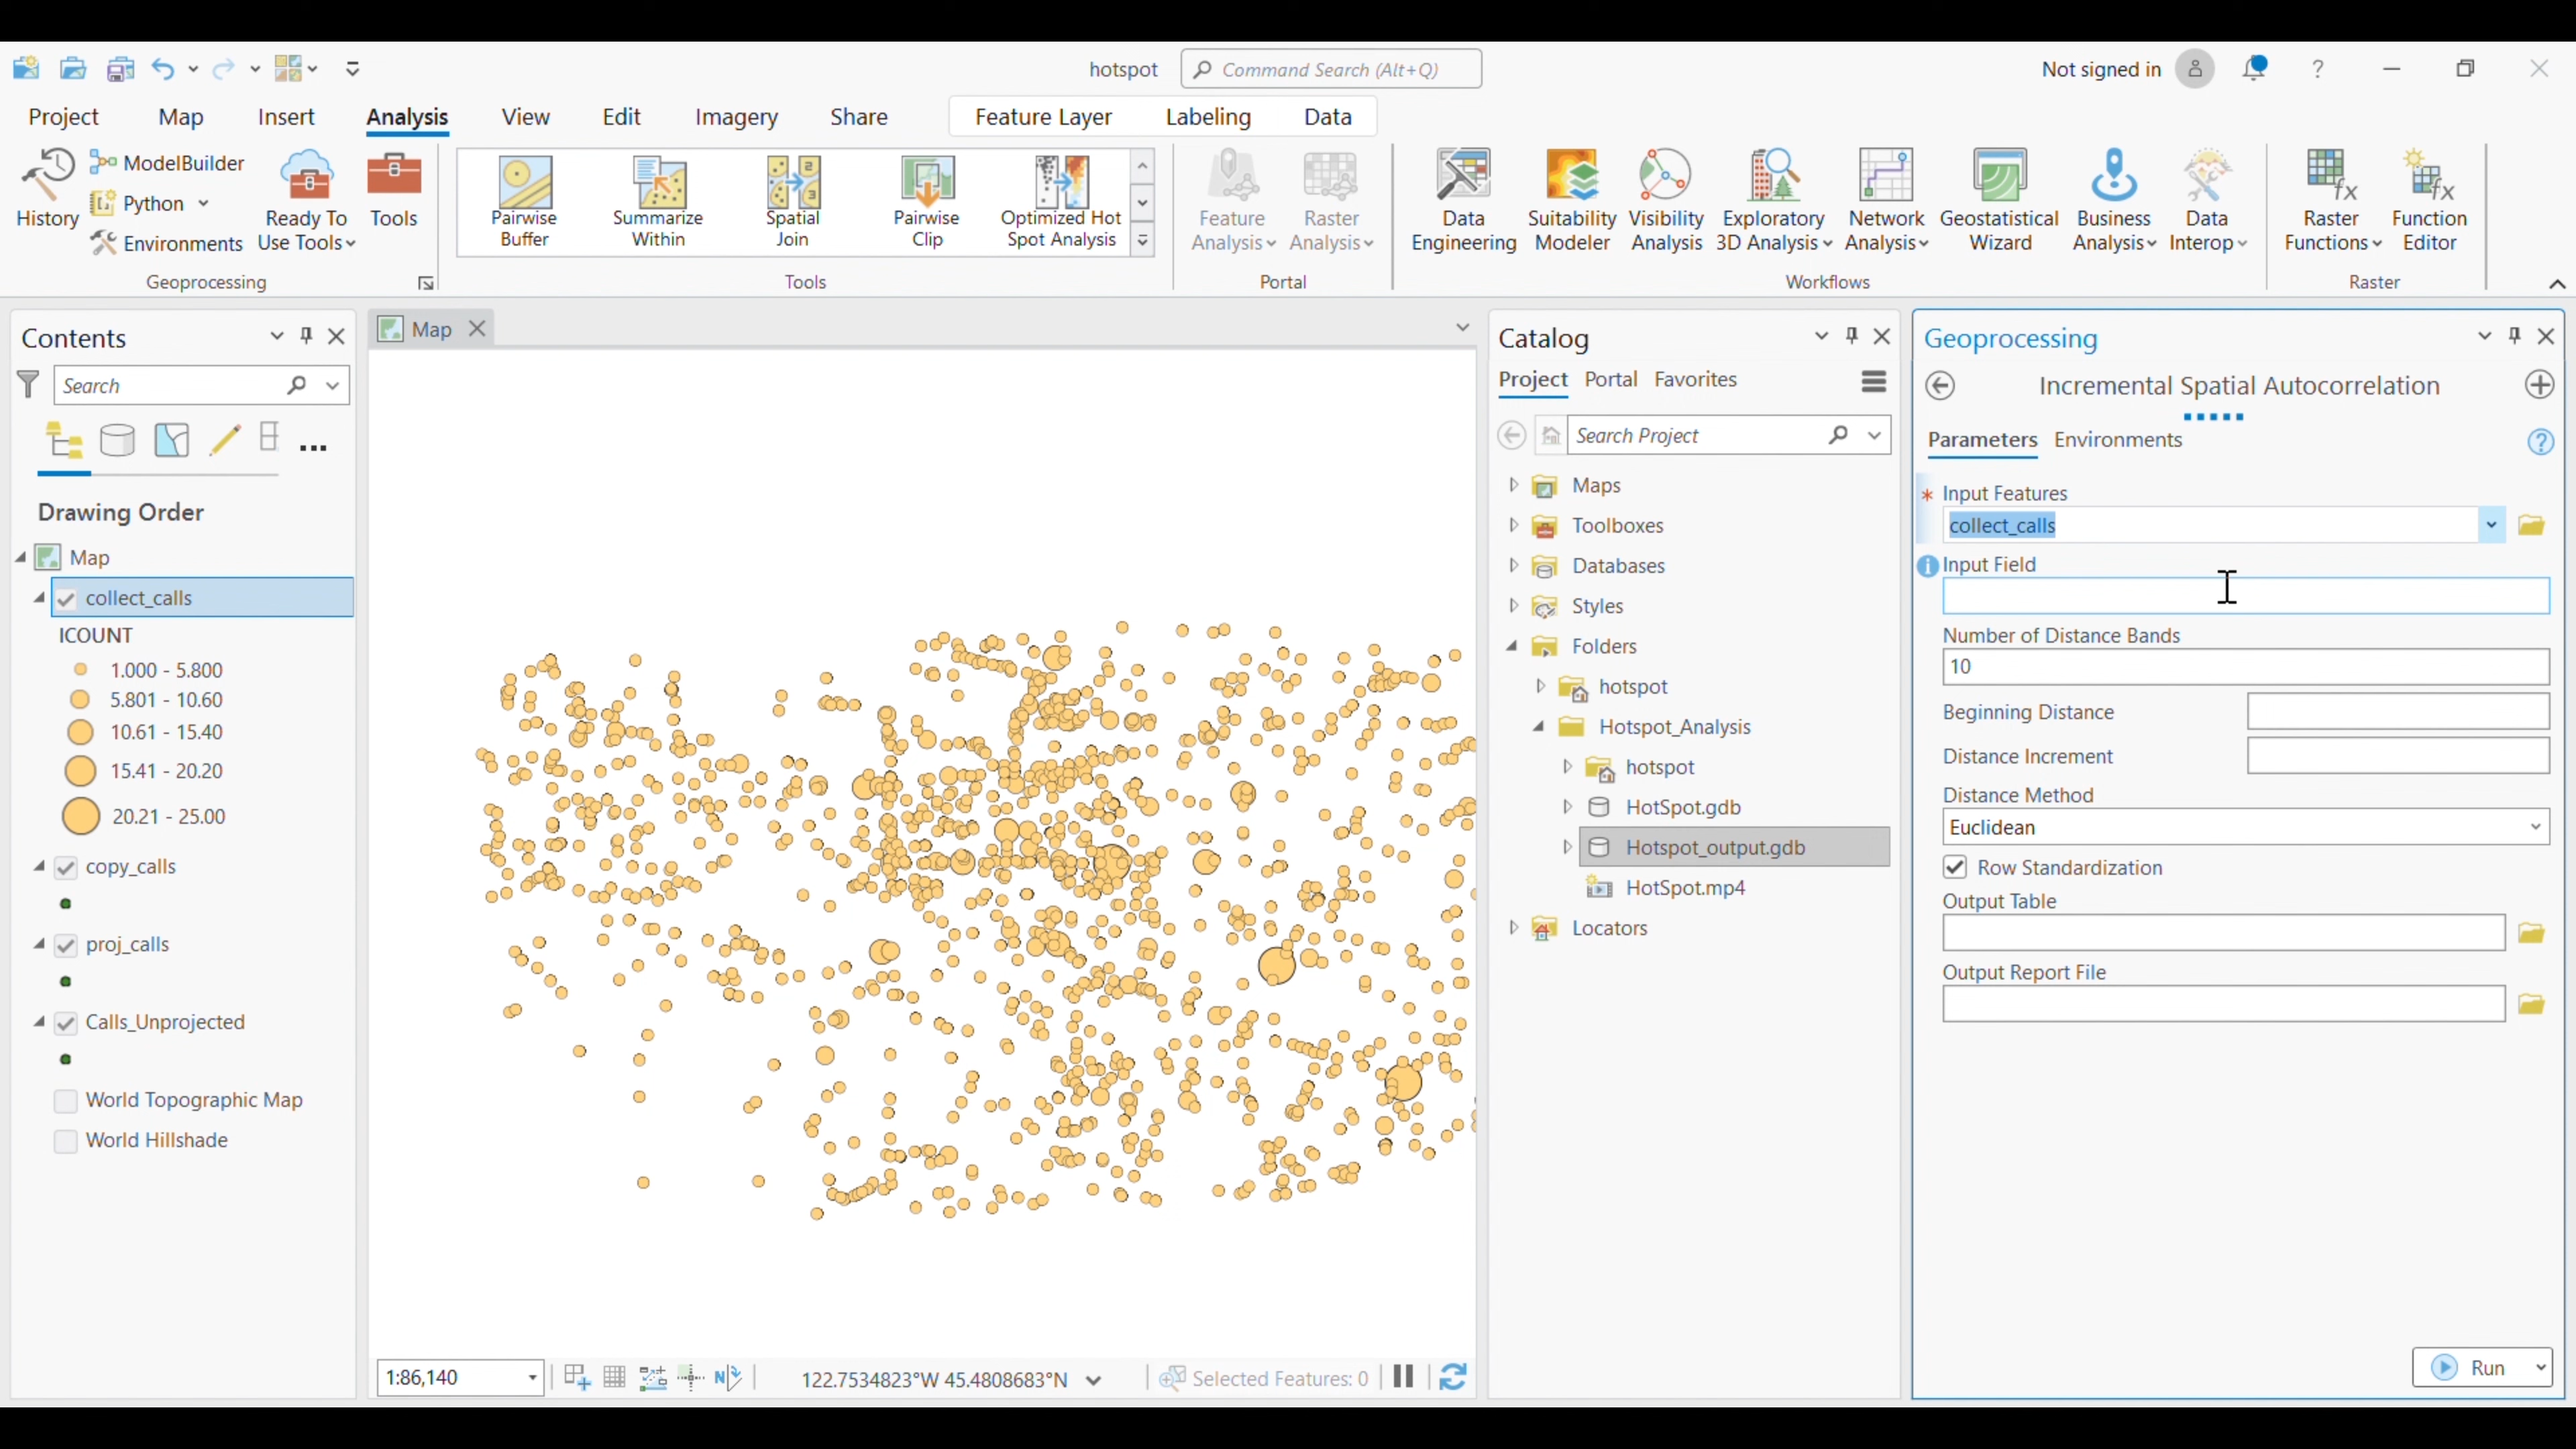 hotspot
Command Search (Alt+Q)
Not signed in
?
Project
Map
Insert
Analysis
View
Edit
Imagery
Share
Feature Layer
Labeling
Data
History
ModelBuilder
Python
Environments
Ready To
Use Tools
Tools
Geoprocessing
Pairwise
Buffer
Summarize
Within
Spatial
Join
Pairwise
Clip
Optimized Hot
Spot Analysis
Tools
Feature
Analysis
Raster
Analysis
Portal
Data
Engineering
Suitability
Modeler
Visibility
Analysis
Exploratory
3D Analysis
Network
Analysis
Geostatistical
Wizard
Business
Analysis
Data
Interop
Workflows
Raster
Functions
Function
Editor
Raster
Contents
Search
Drawing Order
Map
collect_calls
ICOUNT
1.000 - 5.800
5.801 - 10.60
10.61 - 15.40
15.41 - 20.20
20.21 - 25.00
copy_calls
proj_calls
Calls_Unprojected
World Topographic Map
World Hillshade
Map
1:86,140
122.7534823°W 45.4808683°N
Selected Features: 0
Catalog
Project Portal Favorites
Search Project
Maps
Toolboxes
Databases
Styles
Folders
hotspot
Hotspot_Analysis
hotspot
HotSpot.gdb
Hotspot_output.gdb
HotSpot.mp4
Locators
Geoprocessing
Incremental Spatial Autocorrelation
Parameters Environments
?
* Input Features
collect_calls
Input Field
Number of Distance Bands
10
Beginning Distance
Distance Increment
Distance Method
Euclidean
Row Standardization
Output Table
Output Report File
Run